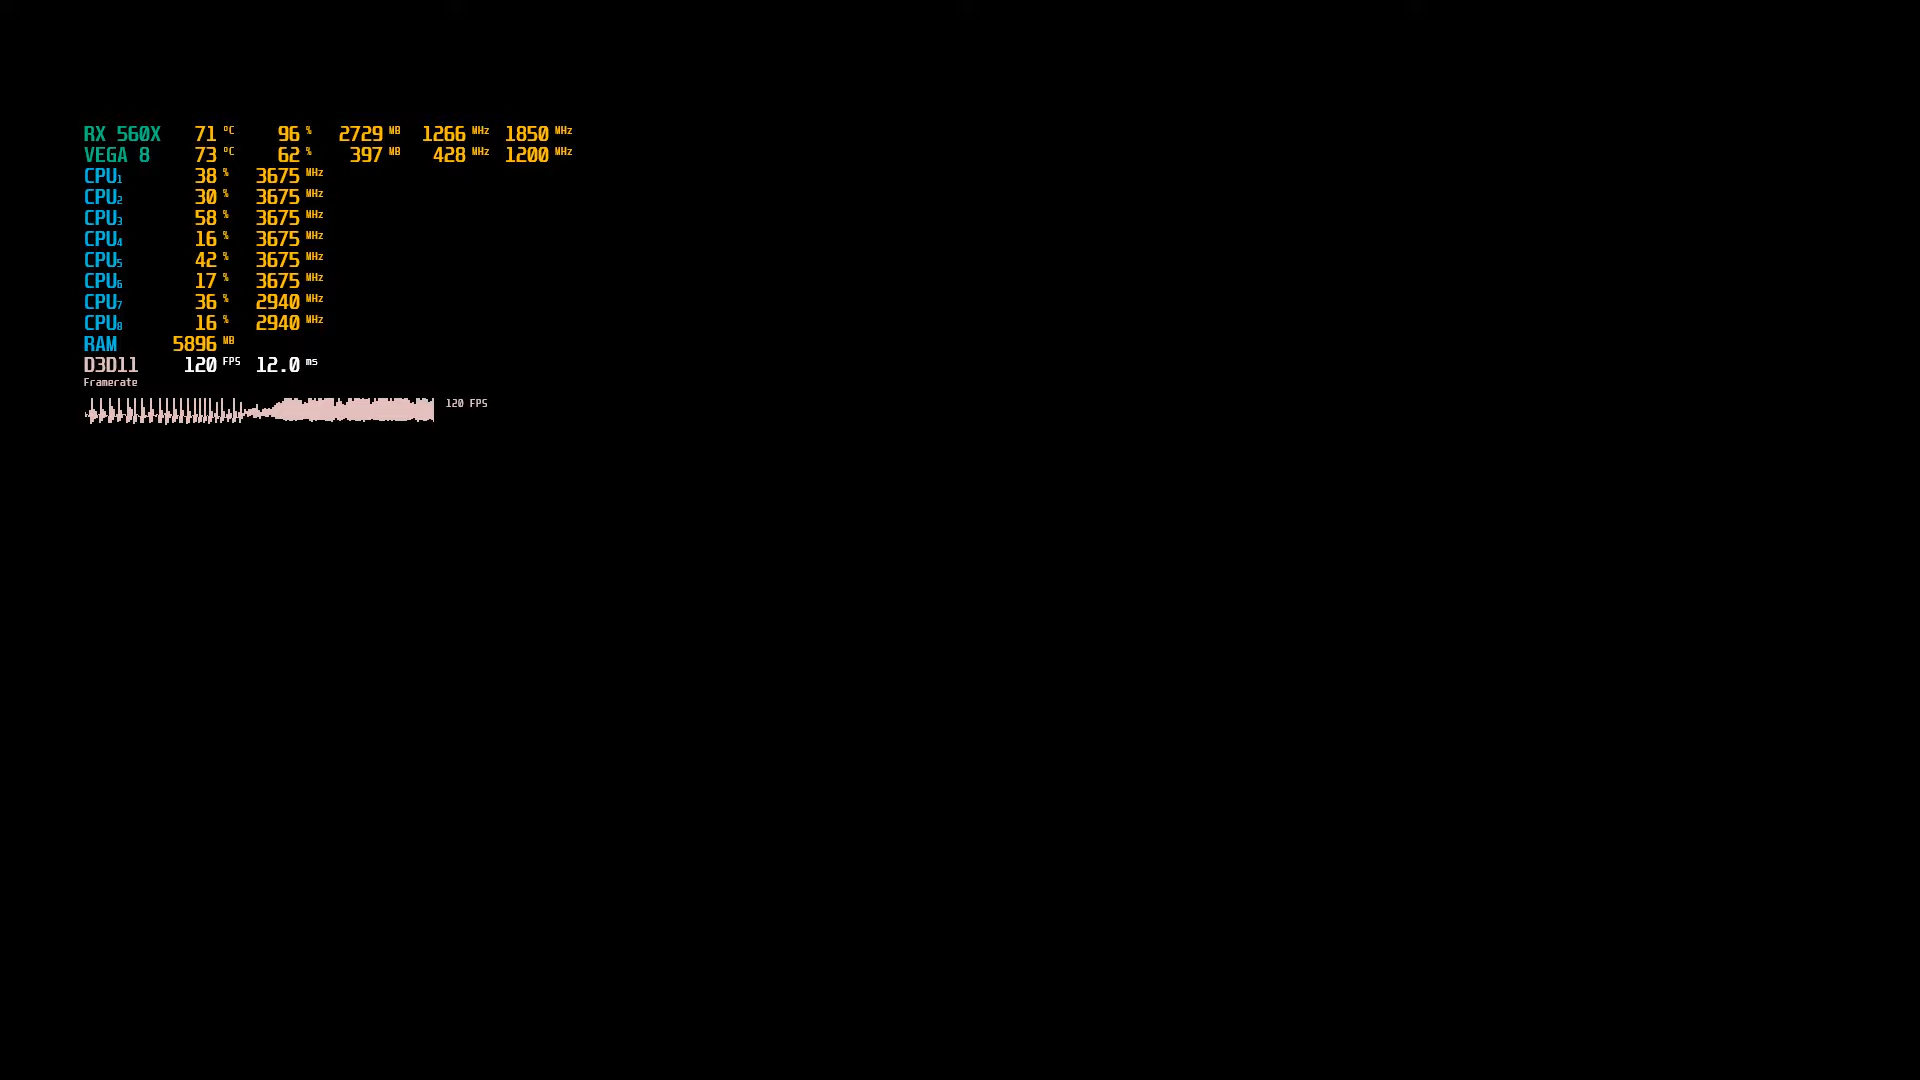 RX 560X 71 °C 96 % 2729 MB 1266 MHz 1850 MHz
VEGA 8 73 °C 62 % 397 MB 428 MHz 1200 MHz
CPU1 38 % 3675 MHz
CPU2 30 % 3675 MHz
CPU3 58 % 3675 MHz
CPU4 16 % 3675 MHz
CPU5 42 % 3675 MHz
CPU6 17 % 3675 MHz
CPU7 36 % 2940 MHz
CPU8 16 % 2940 MHz
RAM 5896 MB
D3D11 120 FPS 12.0 ms
Framerate
120 FPS